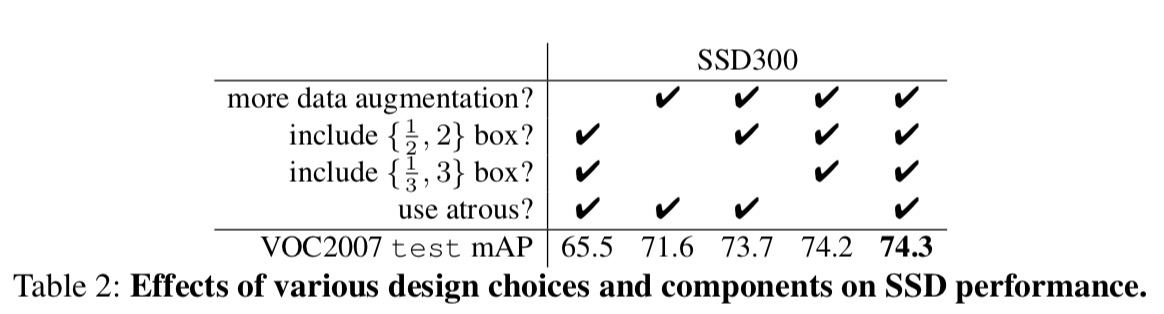 SSD300
more data augmentation? ✔ ✔ ✔ ✔
include {1/2, 2} box? ✔ ✔ ✔ ✔
include {1/3, 3} box? ✔ ✔ ✔
use atrous? ✔ ✔ ✔ ✔
VOC2007 test mAP 65.5 71.6 73.7 74.2 74.3
Table 2: Effects of various design choices and components on SSD performance.